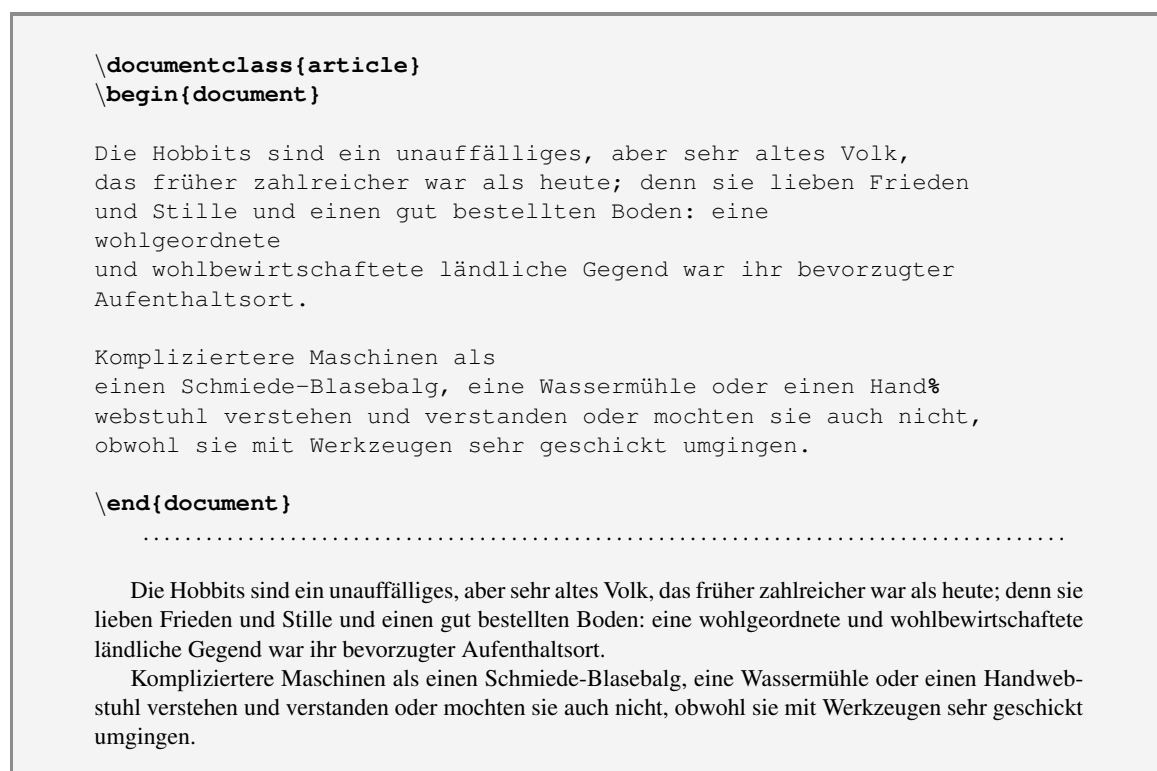 \documentclass{article}
\begin{document}
Die Hobbits sind ein unauffälliges, aber sehr altes Volk,
das früher zahlreicher war als heute; denn sie lieben Frieden
und Stille und einen gut bestellten Boden: eine
wohlgeordnete
und wohlbewirtschaftete ländliche Gegend war ihr bevorzugter
Aufenthaltsort.
Kompliziertere Maschinen als
einen Schmiede-Blasebalg, eine Wassermühle oder einen Hand%
webstuhl verstehen und verstanden oder mochten sie auch nicht,
obwohl sie mit Werkzeugen sehr geschickt umgingen.
\end{document}
Die Hobbits sind ein unauffälliges, aber sehr altes Volk, das früher zahlreicher war als heute; denn sie
lieben Frieden und Stille und einen gut bestellten Boden: eine wohlgeordnete und wohlbewirtschaftete
ländliche Gegend war ihr bevorzugter Aufenthaltsort.
Kompliziertere Maschinen als einen Schmiede-Blasebalg, eine Wassermühle oder einen Handweb-
stuhl verstehen und verstanden oder mochten sie auch nicht, obwohl sie mit Werkzeugen sehr geschickt
umgingen.